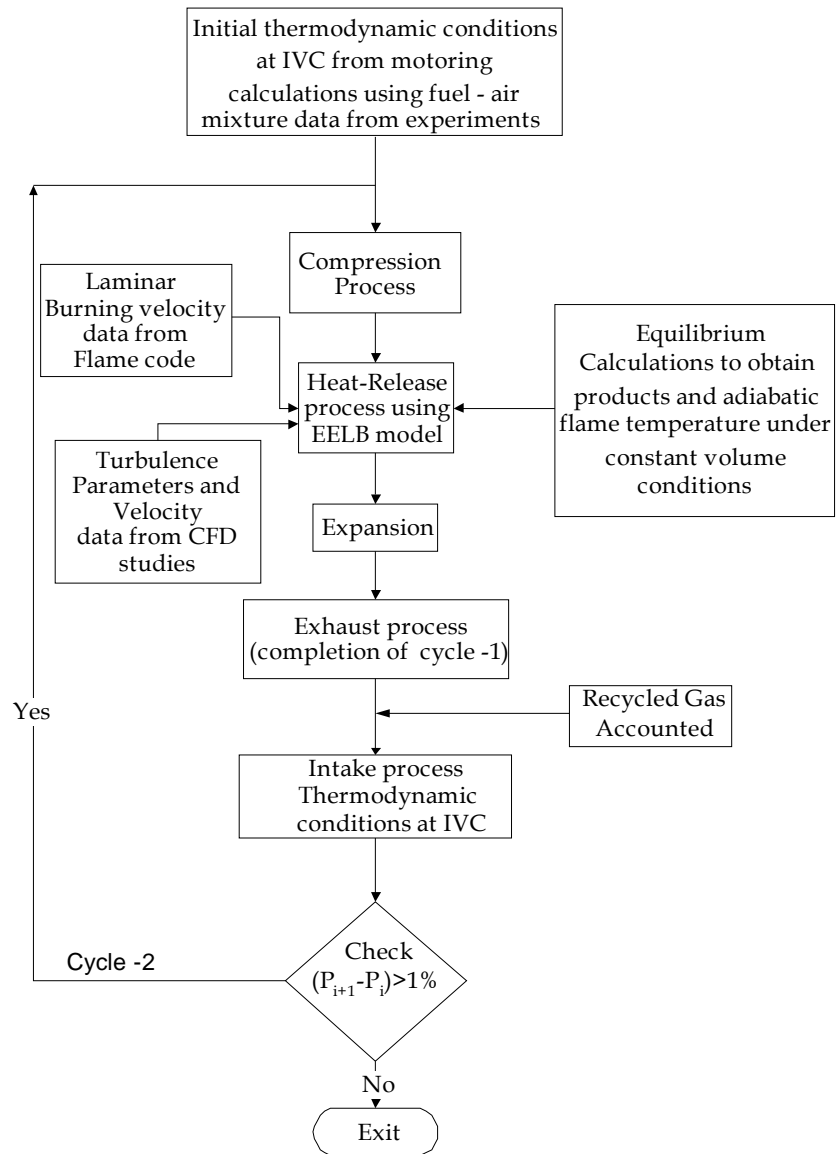 Initial thermodynamic conditions
at IVC from motoring
calculations using fuel - air
mixture data from experiments
Compression
Process
Laminar
Burning velocity
data from
Flame code
Heat-Release
process using
EELB model
Equilibrium
Calculations to obtain
products and adiabatic
flame temperature under
constant volume
conditions
Turbulence
Parameters and
Velocity
data from CFD
studies
Expansion
Exhaust process
(completion of cycle -1)
Yes
Recycled Gas
Accounted
Intake process
Thermodynamic
conditions at IVC
Cycle -2
Check
(P_{i+1}-P_i)>1%
No
Exit